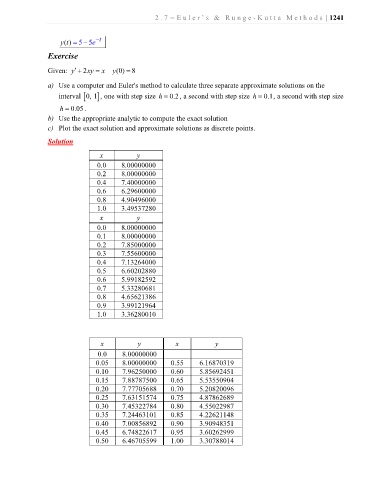 2.7 – Euler's & Runge-Kutta Methods | 1241
y(t) = 5 − 5e^{−t}
Exercise
Given: y' + 2xy = x y(0) = 8
a) Use a computer and Euler's method to calculate three separate approximate solutions on the
interval [0, 1], one with step size h = 0.2, a second with step size h = 0.1, a second with step size
h = 0.05.
b) Use the appropriate analytic to compute the exact solution
c) Plot the exact solution and approximate solutions as discrete points.
Solution
x y
0.0 8.00000000
0.2 8.00000000
0.4 7.40000000
0.6 6.29600000
0.8 4.90496000
1.0 3.49537280
x y
0.0 8.00000000
0.1 8.00000000
0.2 7.85000000
0.3 7.55600000
0.4 7.13264000
0.5 6.60202880
0.6 5.99182592
0.7 5.33280681
0.8 4.65621386
0.9 3.99121964
1.0 3.36280010
x y x y
0.0 8.00000000
0.05 8.00000000 0.55 6.16870319
0.10 7.96250000 0.60 5.85692451
0.15 7.88787500 0.65 5.53550904
0.20 7.77705688 0.70 5.20820096
0.25 7.63151574 0.75 4.87862689
0.30 7.45322784 0.80 4.55022987
0.35 7.24463101 0.85 4.22621148
0.40 7.00856892 0.90 3.90948351
0.45 6.74822617 0.95 3.60262999
0.50 6.46705599 1.00 3.30788014